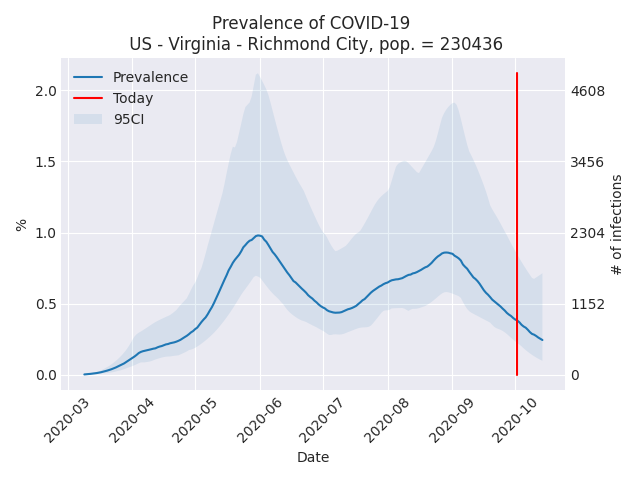 Prevalence of COVID-19
US - Virginia - Richmond City, pop. = 230436
Prevalence
Today
95CI
2.0
1.5
1.0
0.5
0.0
%
4608
3456
2304
1152
0
# of infections
2020-03
2020-04
2020-05
2020-06
2020-07
2020-08
2020-09
2020-10
Date